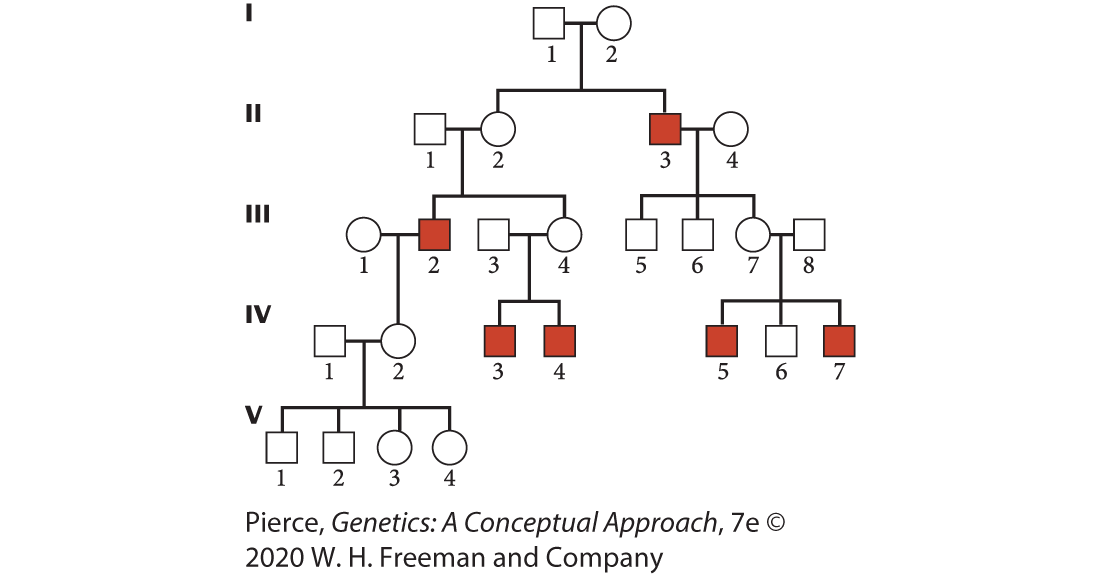 I
1 2
II
1 2 3 4
III
1 2 3 4 5 6 7 8
IV
1 2 3 4 5 6 7
V
1 2 3 4
Pierce, Genetics: A Conceptual Approach, 7e ©
2020 W. H. Freeman and Company